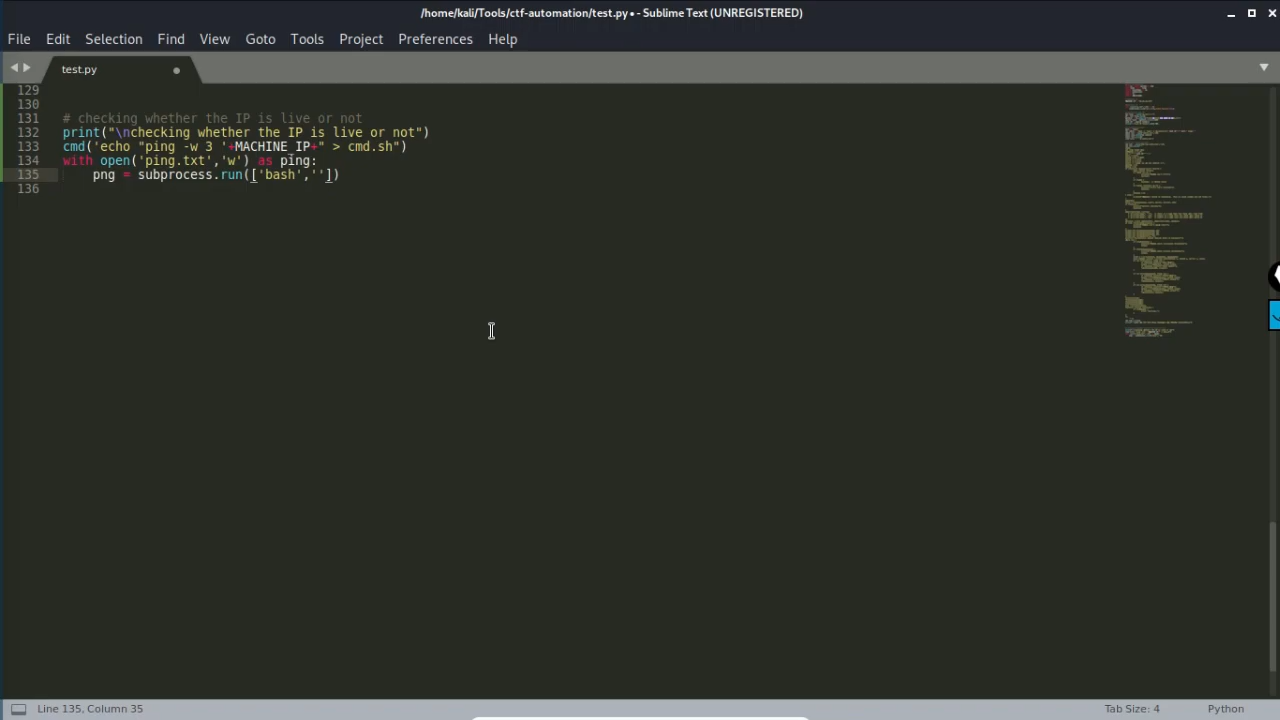 /home/kali/Tools/ctf-automation/test.py• - Sublime Text (UNREGISTERED)
File Edit Selection Find View Goto Tools Project Preferences Help
test.py
129
130
131 # checking whether the IP is live or not
132 print("\nchecking whether the IP is live or not")
133 cmd('echo "ping -w 3 '+MACHINE_IP+" > cmd.sh")
134 with open('ping.txt','w') as ping:
135     png = subprocess.run(['bash',''])
136
Line 135, Column 35 Tab Size: 4 Python